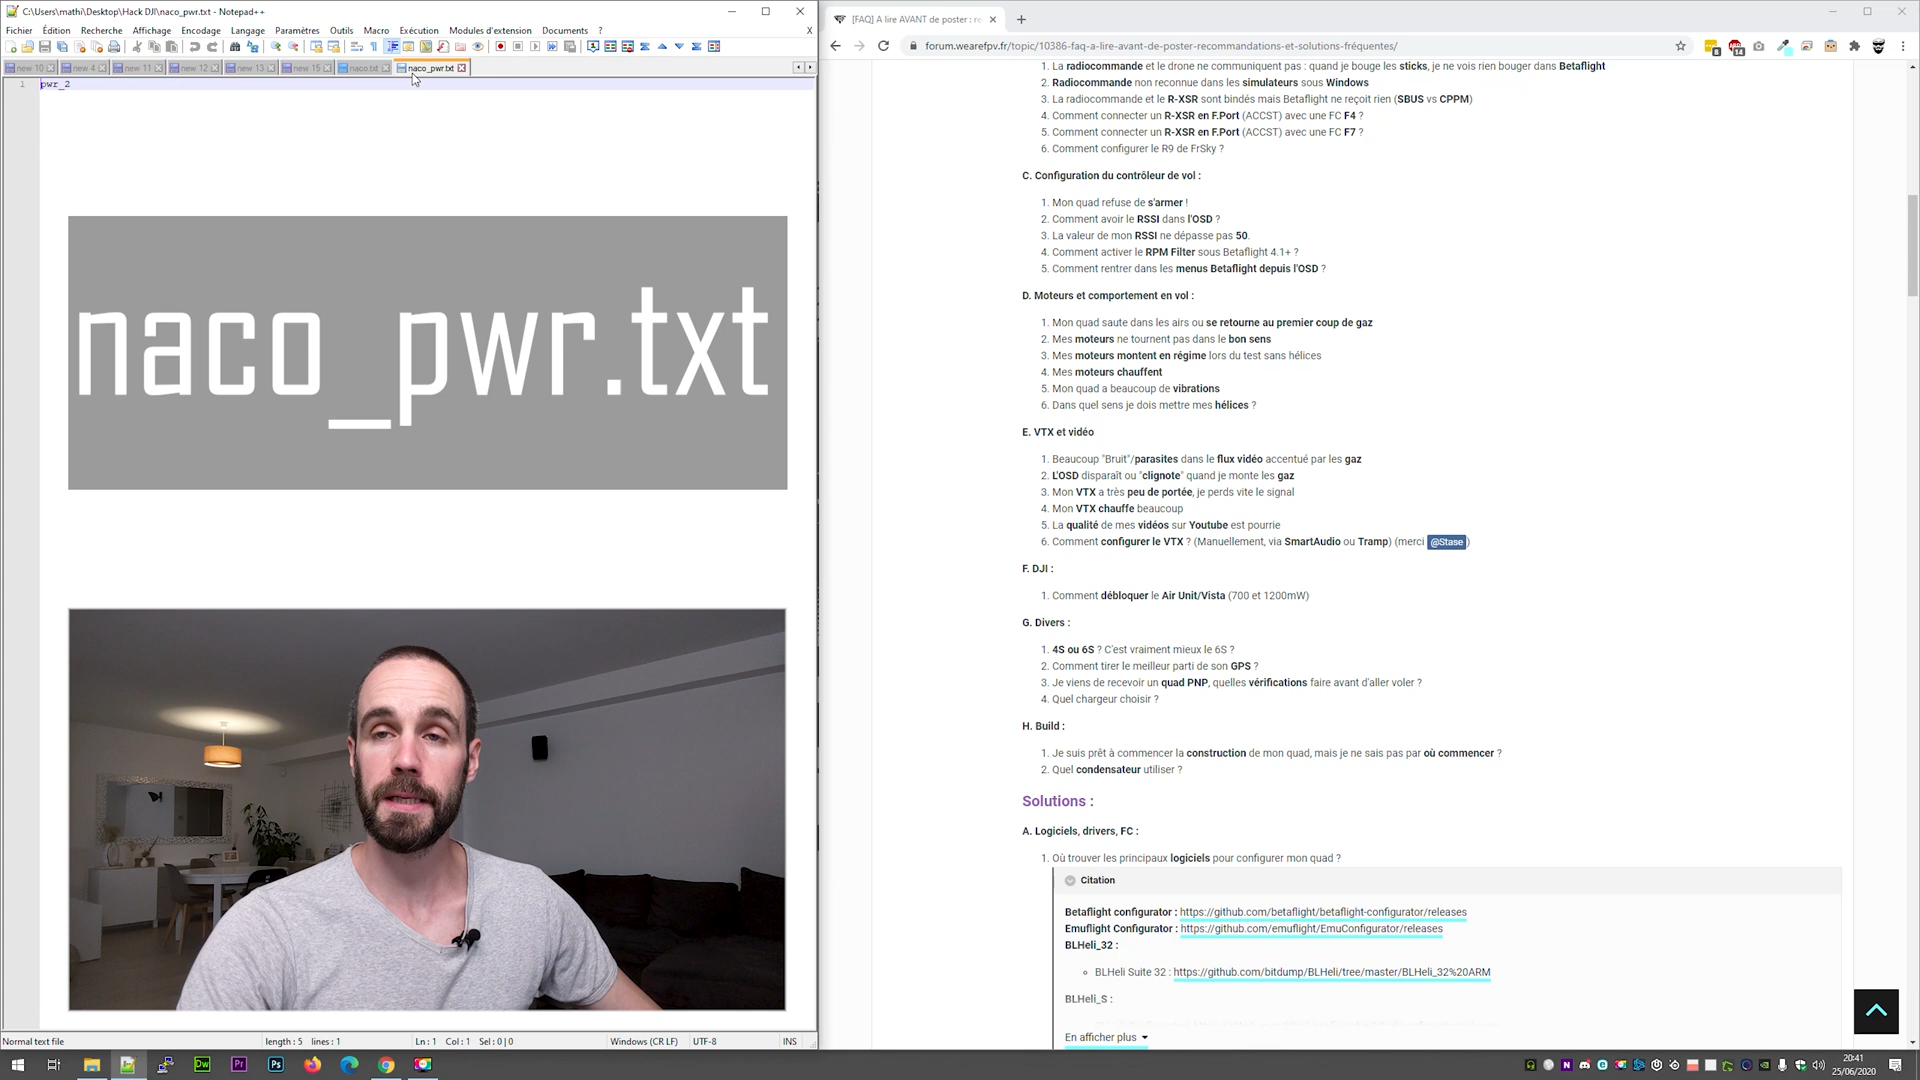 C:\Users\mathi\Desktop\Hack DJI\naco_pwr.txt - Notepad++
Fichier Édition Recherche Affichage Encodage Langage Paramètres Outils Macro Exécution Modules d'extension Documents ? X
new 10 new 4 new 11 new 12 new 13 new 15 naco.txt naco_pwr.txt
1 pwr_2
naco_pwr.txt
Normal text file length : 5 lines : 1 Ln : 1 Col : 1 Sel : 0 | 0 Windows (CR LF) UTF-8 INS
[FAQ] A lire AVANT de poster : re
forum.wearefpv.fr/topic/10386-faq-a-lire-avant-de-poster-recommandations-et-solutions-fréquentes/
1. La radiocommande et le drone ne communiquent pas : quand je bouge les sticks, je ne vois rien bouger dans Betaflight
2. Radiocommande non reconnue dans les simulateurs sous Windows
3. La radiocommande et le R-XSR sont bindés mais Betaflight ne reçoit rien (SBUS vs CPPM)
4. Comment connecter un R-XSR en F.Port (ACCST) avec une FC F4 ?
5. Comment connecter un R-XSR en F.Port (ACCST) avec une FC F7 ?
6. Comment configurer le R9 de FrSky ?
C. Configuration du contrôleur de vol :
1. Mon quad refuse de s'armer !
2. Comment avoir le RSSI dans l'OSD ?
3. La valeur de mon RSSI ne dépasse pas 50.
4. Comment activer le RPM Filter sous Betaflight 4.1+ ?
5. Comment rentrer dans les menus Betaflight depuis l'OSD ?
D. Moteurs et comportement en vol :
1. Mon quad saute dans les airs ou se retourne au premier coup de gaz
2. Mes moteurs ne tournent pas dans le bon sens
3. Mes moteurs montent en régime lors du test sans hélices
4. Mes moteurs chauffent
5. Mon quad a beaucoup de vibrations
6. Dans quel sens je dois mettre mes hélices ?
E. VTX et vidéo
1. Beaucoup "Bruit"/parasites dans le flux vidéo accentué par les gaz
2. L'OSD disparaît ou "clignote" quand je monte les gaz
3. Mon VTX a très peu de portée, je perds vite le signal
4. Mon VTX chauffe beaucoup
5. La qualité de mes vidéos sur Youtube est pourrie
6. Comment configurer le VTX ? (Manuellement, via SmartAudio ou Tramp) (merci @Stase )
F. DJI :
1. Comment débloquer le Air Unit/Vista (700 et 1200mW)
G. Divers :
1. 4S ou 6S ? C'est vraiment mieux le 6S ?
2. Comment tirer le meilleur parti de son GPS ?
3. Je viens de recevoir un quad PNP, quelles vérifications faire avant d'aller voler ?
4. Quel chargeur choisir ?
H. Build :
1. Je suis prêt à commencer la construction de mon quad, mais je ne sais pas par où commencer ?
2. Quel condensateur utiliser ?
Solutions :
A. Logiciels, drivers, FC :
1. Où trouver les principaux logiciels pour configurer mon quad ?
Citation
Betaflight configurator : https://github.com/betaflight/betaflight-configurator/releases
Emuflight Configurator : https://github.com/emuflight/EmuConfigurator/releases
BLHeli_32 :
BLHeli Suite 32 : https://github.com/bitdump/BLHeli/tree/master/BLHeli_32%20ARM
BLHeli_S :
En afficher plus
20:41
25/06/2020